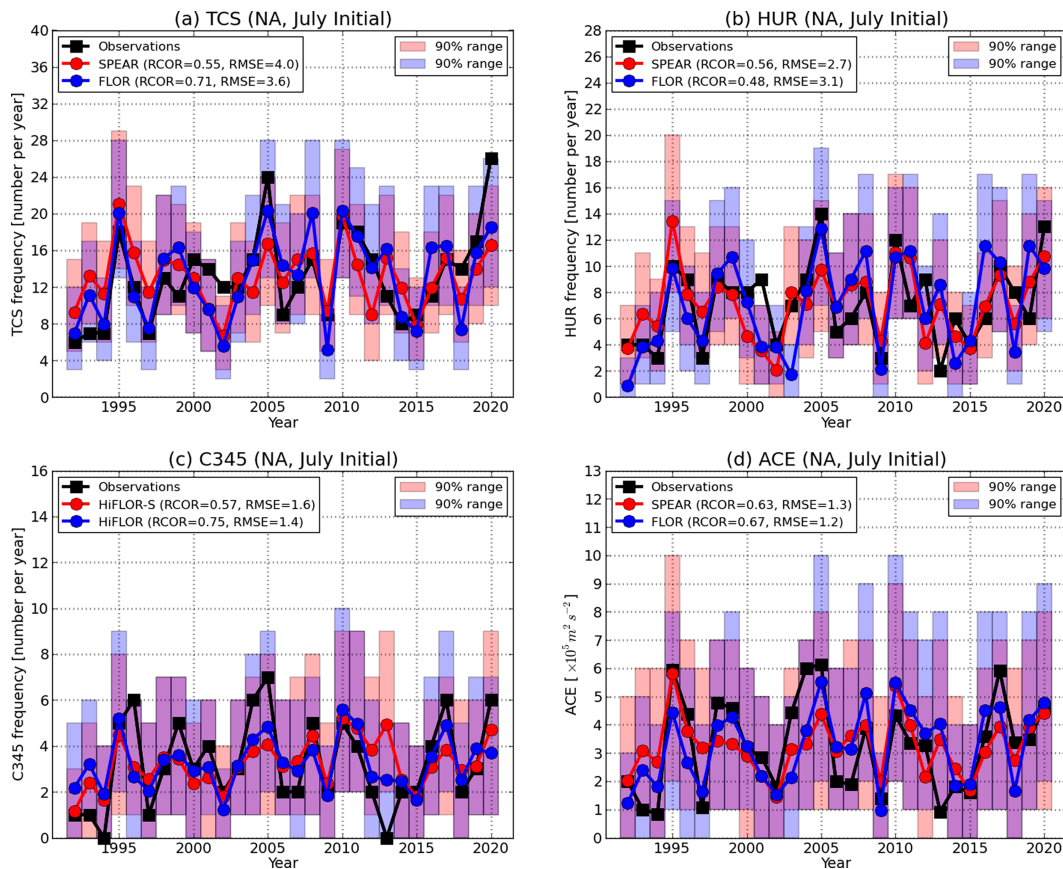 (a) TCS (NA, July Initial)
TCS frequency [number per year]
40
36
32
28
24
20
16
12
8
4
0
Observations
SPEAR (RCOR=0.55, RMSE=4.0)
FLOR (RCOR=0.71, RMSE=3.6)
90% range
90% range
1995 2000 2005 2010 2015 2020
Year
(b) HUR (NA, July Initial)
HUR frequency [number per year]
28
26
24
22
20
18
16
14
12
10
8
6
4
2
0
Observations
SPEAR (RCOR=0.56, RMSE=2.7)
FLOR (RCOR=0.48, RMSE=3.1)
90% range
90% range
1995 2000 2005 2010 2015 2020
Year
(c) C345 (NA, July Initial)
C345 frequency [number per year]
16
14
12
10
8
6
4
2
0
Observations
HiFLOR-S (RCOR=0.57, RMSE=1.6)
HiFLOR (RCOR=0.75, RMSE=1.4)
90% range
90% range
1995 2000 2005 2010 2015 2020
Year
(d) ACE (NA, July Initial)
ACE [ ×10⁵ m² s⁻² ]
13
12
11
10
9
8
7
6
5
4
3
2
1
0
Observations
SPEAR (RCOR=0.63, RMSE=1.3)
FLOR (RCOR=0.67, RMSE=1.2)
90% range
90% range
1995 2000 2005 2010 2015 2020
Year